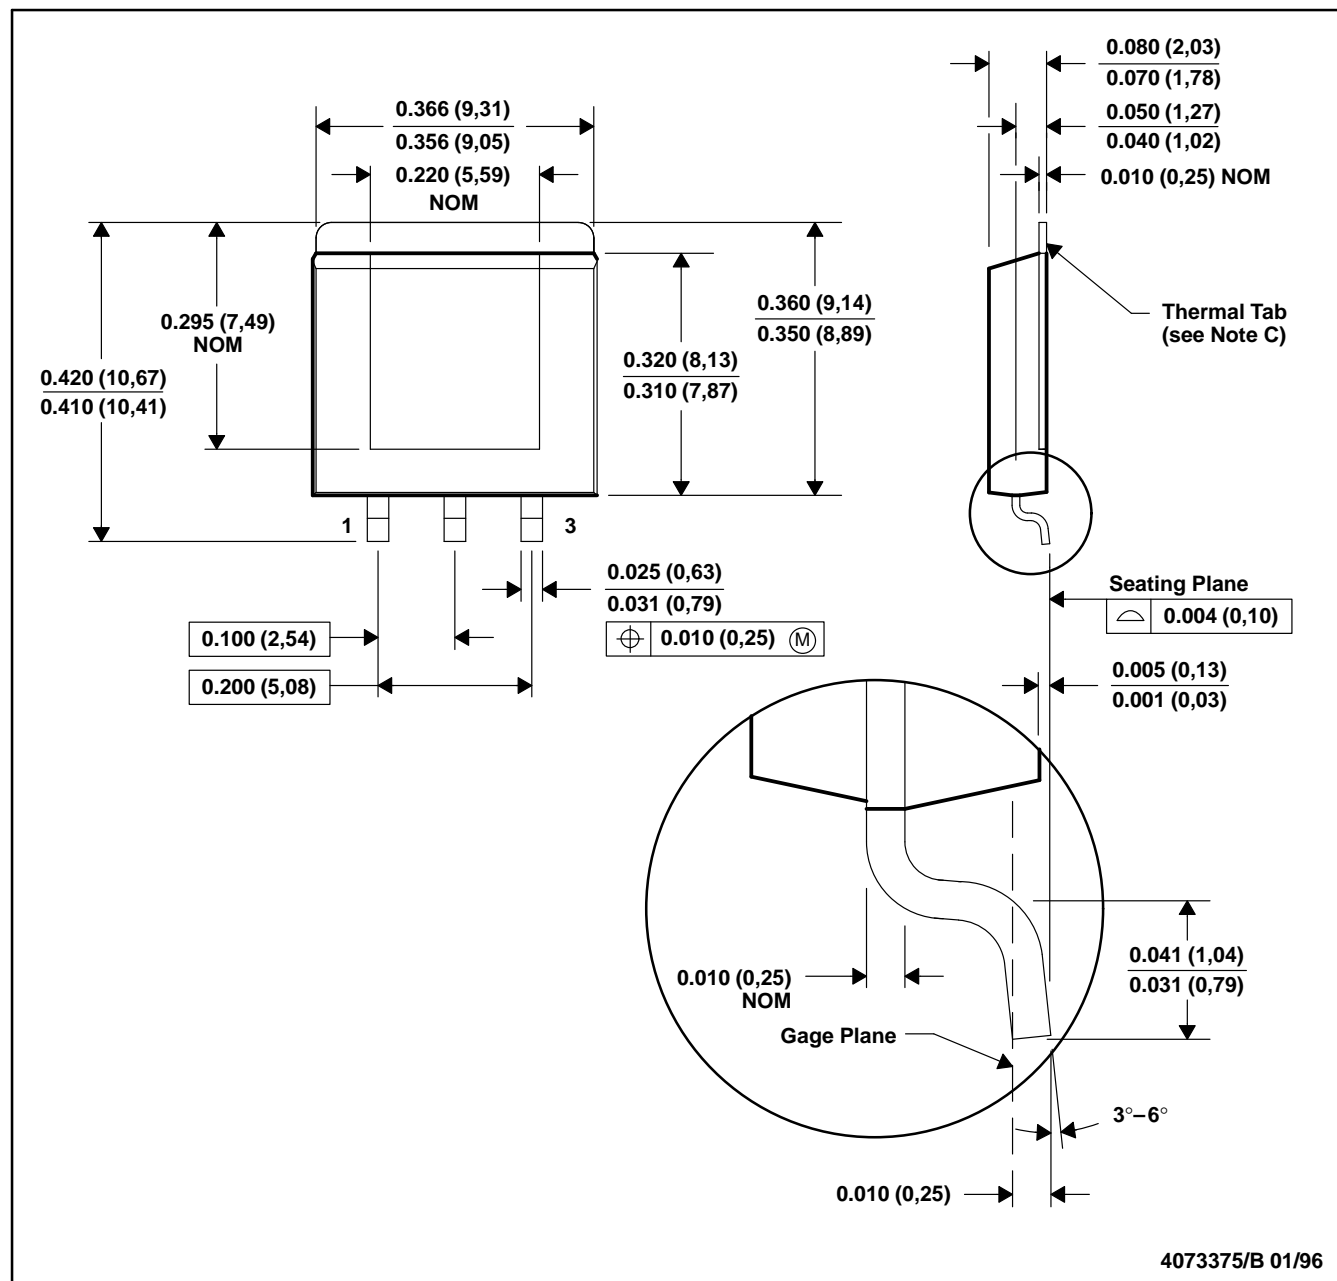 0.366 (9,31)
0.356 (9,05)
0.220 (5,59)
NOM
0.080 (2,03)
0.070 (1,78)
0.050 (1,27)
0.040 (1,02)
0.010 (0,25) NOM
0.295 (7,49)
NOM
0.420 (10,67)
0.410 (10,41)
0.360 (9,14)
0.350 (8,89)
0.320 (8,13)
0.310 (7,87)
Thermal Tab
(see Note C)
1
3
0.025 (0,63)
0.031 (0,79)
0.010 (0,25) M
0.100 (2,54)
0.200 (5,08)
Seating Plane
0.004 (0,10)
0.005 (0,13)
0.001 (0,03)
0.010 (0,25)
NOM
0.041 (1,04)
0.031 (0,79)
Gage Plane
3°–6°
0.010 (0,25)
4073375/B 01/96